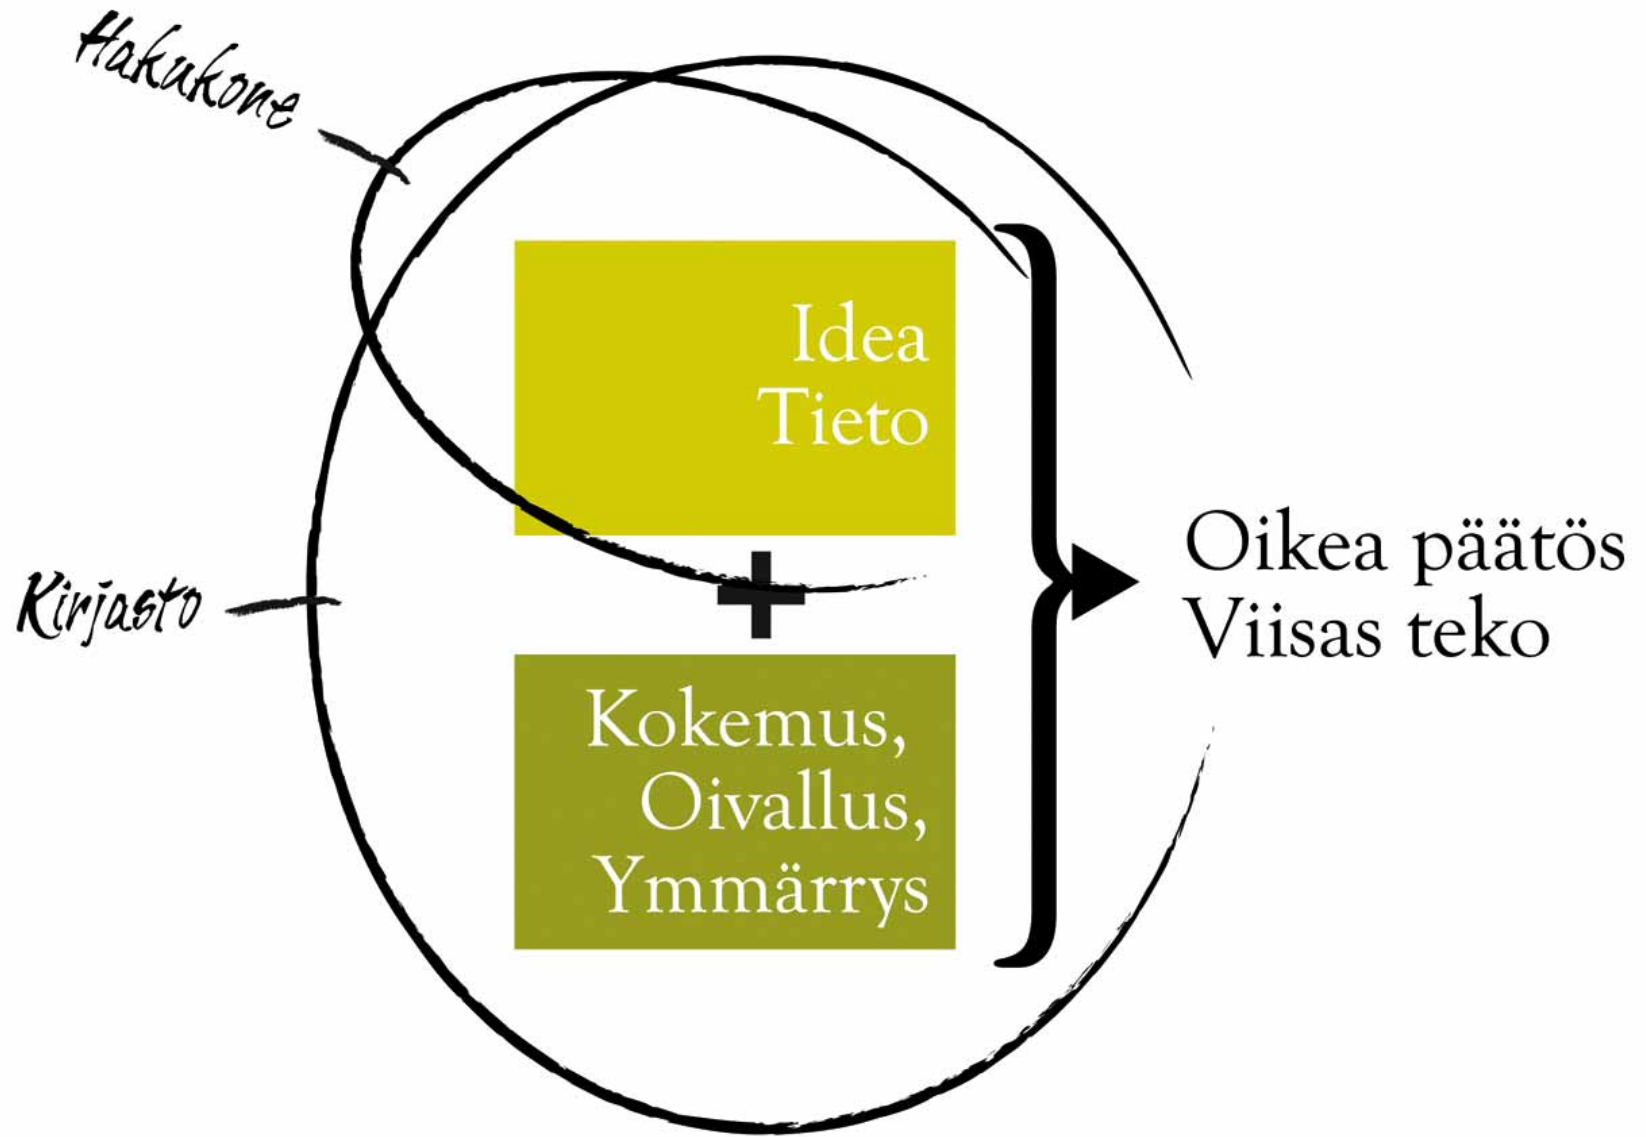 Hakukone
Idea
Tieto
Kirjasto
+
Kokemus,
Oivallus,
Ymmärrys
Oikea päätös
Viisas teko